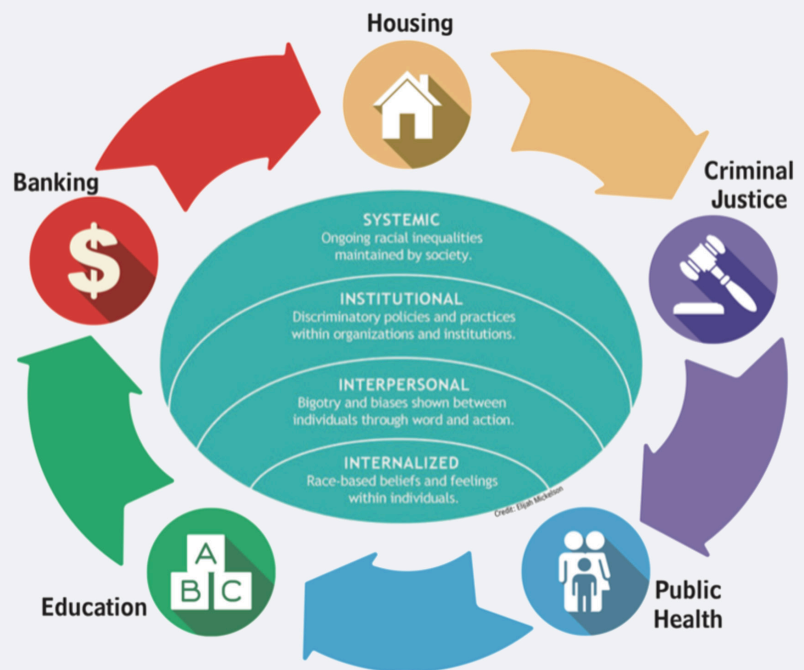 Housing
Banking
Criminal
Justice
$
SYSTEMIC
Ongoing racial inequalities
maintained by society.
INSTITUTIONAL
Discriminatory policies and practices
within organizations and institutions.
INTERPERSONAL
Bigotry and biases shown between
individuals through word and action.
INTERNALIZED
Race-based beliefs and feelings
within individuals.
Credit: Elijah Mickelson
A
B C
Education
Public
Health